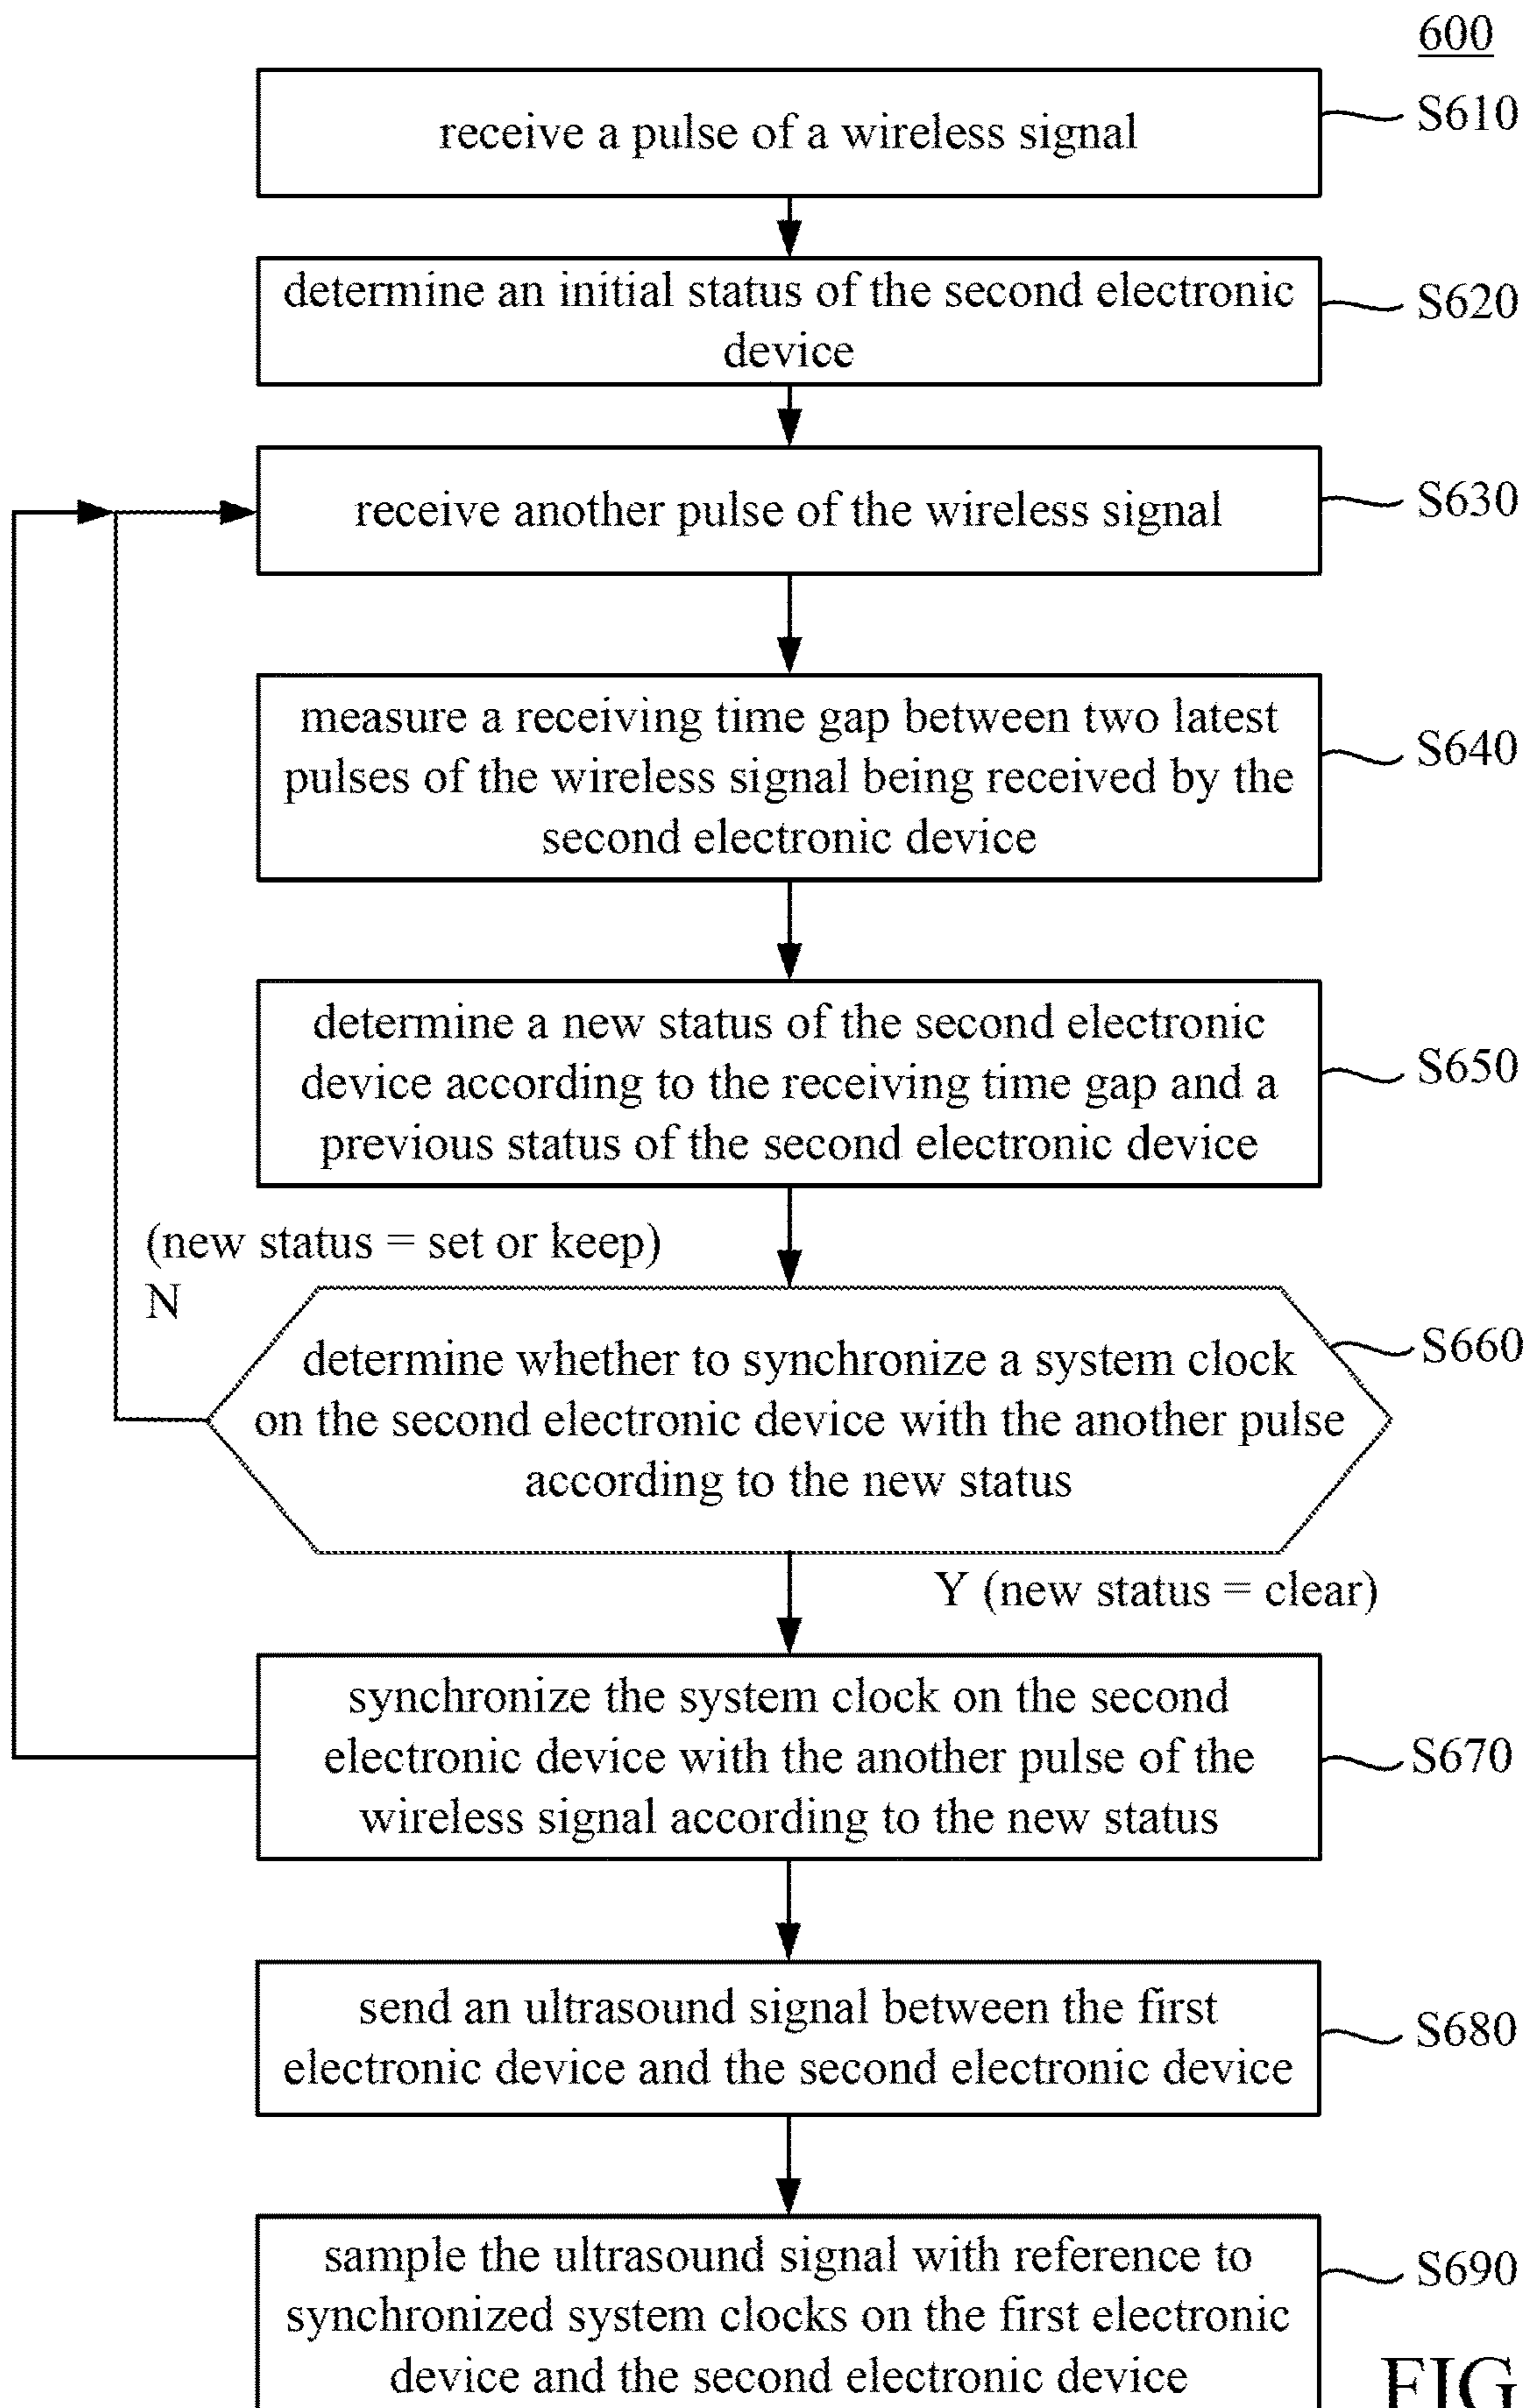 600
receive a pulse of a wireless signal
S610
determine an initial status of the second electronic
device
S620
receive another pulse of the wireless signal
S630
measure a receiving time gap between two latest
pulses of the wireless signal being received by the
second electronic device
S640
determine a new status of the second electronic
device according to the receiving time gap and a
previous status of the second electronic device
S650
(new status = set or keep)
N
determine whether to synchronize a system clock
on the second electronic device with the another pulse
according to the new status
S660
Y (new status = clear)
synchronize the system clock on the second
electronic device with the another pulse of the
wireless signal according to the new status
S670
send an ultrasound signal between the first
electronic device and the second electronic device
S680
sample the ultrasound signal with reference to
synchronized system clocks on the first electronic
device and the second electronic device
S690
FIG